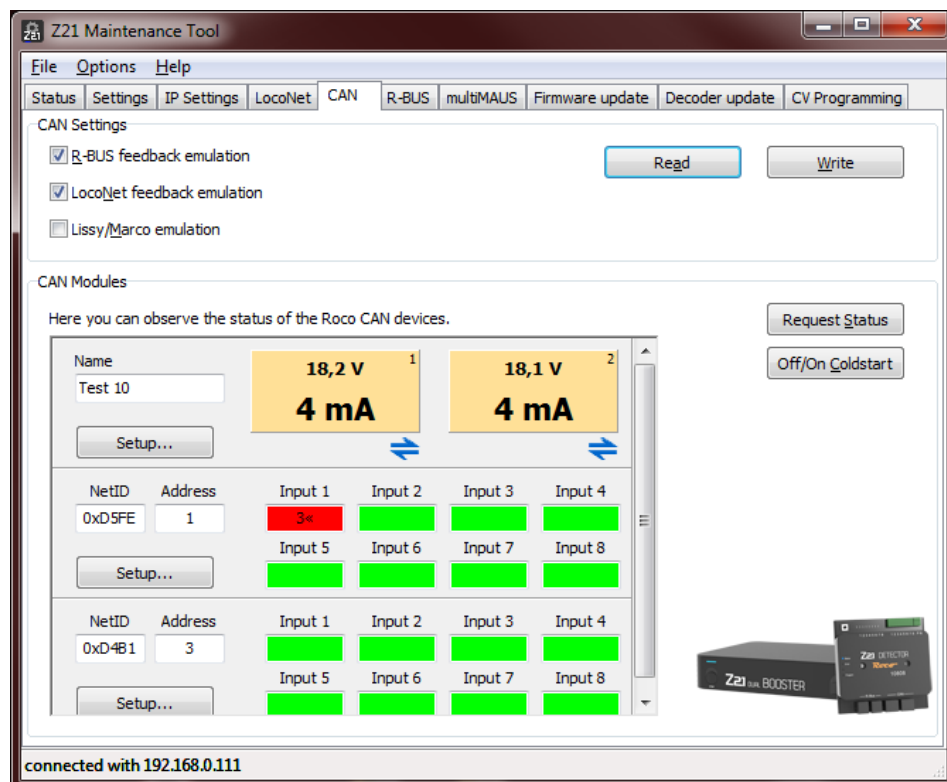 Z21 Maintenance Tool
File Options Help
Status Settings IP Settings LocoNet CAN R-BUS multiMAUS Firmware update Decoder update CV Programming
CAN Settings
R-BUS feedback emulation
Read Write
LocoNet feedback emulation
Lissy/Marco emulation
CAN Modules
Here you can observe the status of the Roco CAN devices.
Request Status
Off/On Coldstart
Name
Test 10
Setup...
18,2 V 1
4 mA
18,1 V 2
4 mA
NetID Address Input 1 Input 2 Input 3 Input 4
0xD5FE 1 3«
Input 5 Input 6 Input 7 Input 8
Setup...
NetID Address Input 1 Input 2 Input 3 Input 4
0xD4B1 3
Input 5 Input 6 Input 7 Input 8
Setup...
Z21 DUAL BOOSTER
Z21 DETECTOR
Roco
connected with 192.168.0.111